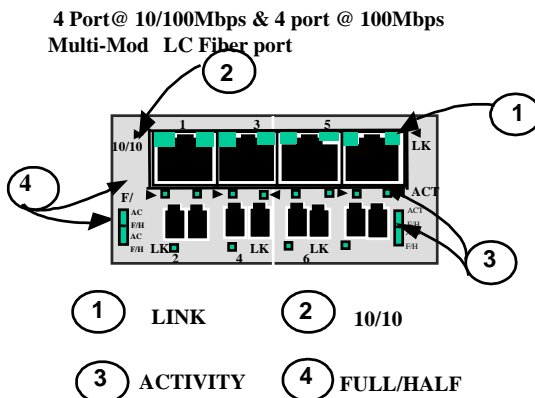 4 Port@ 10/100Mbps & 4 port @ 100Mbps
Multi-Mod LC Fiber port
2
1
1 3 5
10/10 LK
4
F/ ACT
AC ACT
F/H F/H
AC
F/H LK LK LK F/H
2 4 6
3
1 LINK 2 10/10
3 ACTIVITY 4 FULL/HALF